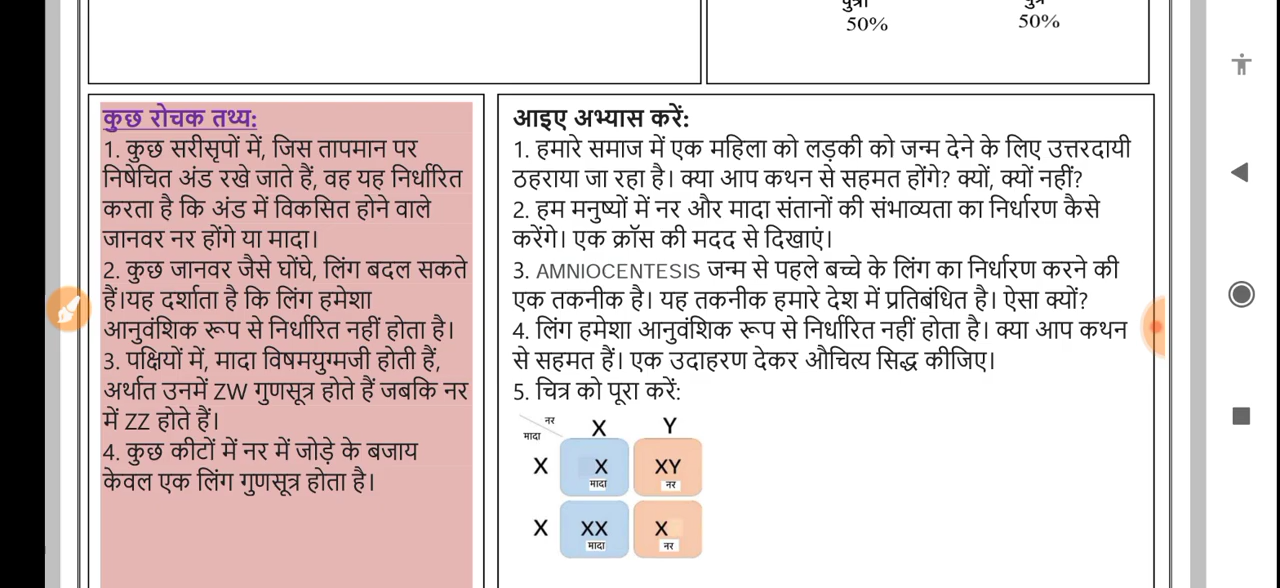 50%
50%
कुछ रोचक तथ्य:
1. कुछ सरीसृपों में, जिस तापमान पर
निषेचित अंड रखे जाते हैं, वह यह निर्धारित
करता है कि अंड में विकसित होने वाले
जानवर नर होंगे या मादा।
2. कुछ जानवर जैसे घोंघे, लिंग बदल सकते
हैं।यह दर्शाता है कि लिंग हमेशा
आनुवंशिक रूप से निर्धारित नहीं होता है।
3. पक्षियों में, मादा विषमयुग्मजी होती हैं,
अर्थात उनमें ZW गुणसूत्र होते हैं जबकि नर
में ZZ होते हैं।
4. कुछ कीटों में नर में जोड़े के बजाय
केवल एक लिंग गुणसूत्र होता है।
आइए अभ्यास करें:
1. हमारे समाज में एक महिला को लड़की को जन्म देने के लिए उत्तरदायी
ठहराया जा रहा है। क्या आप कथन से सहमत होंगे? क्यों, क्यों नहीं?
2. हम मनुष्यों में नर और मादा संतानों की संभाव्यता का निर्धारण कैसे
करेंगे। एक क्रॉस की मदद से दिखाएं।
3. AMNIOCENTESIS जन्म से पहले बच्चे के लिंग का निर्धारण करने की
एक तकनीक है। यह तकनीक हमारे देश में प्रतिबंधित है। ऐसा क्यों?
4. लिंग हमेशा आनुवंशिक रूप से निर्धारित नहीं होता है। क्या आप कथन
से सहमत हैं। एक उदाहरण देकर औचित्य सिद्ध कीजिए।
5. चित्र को पूरा करें:
नर
मादा
X Y
X X XY
मादा नर
X XX X
मादा नर